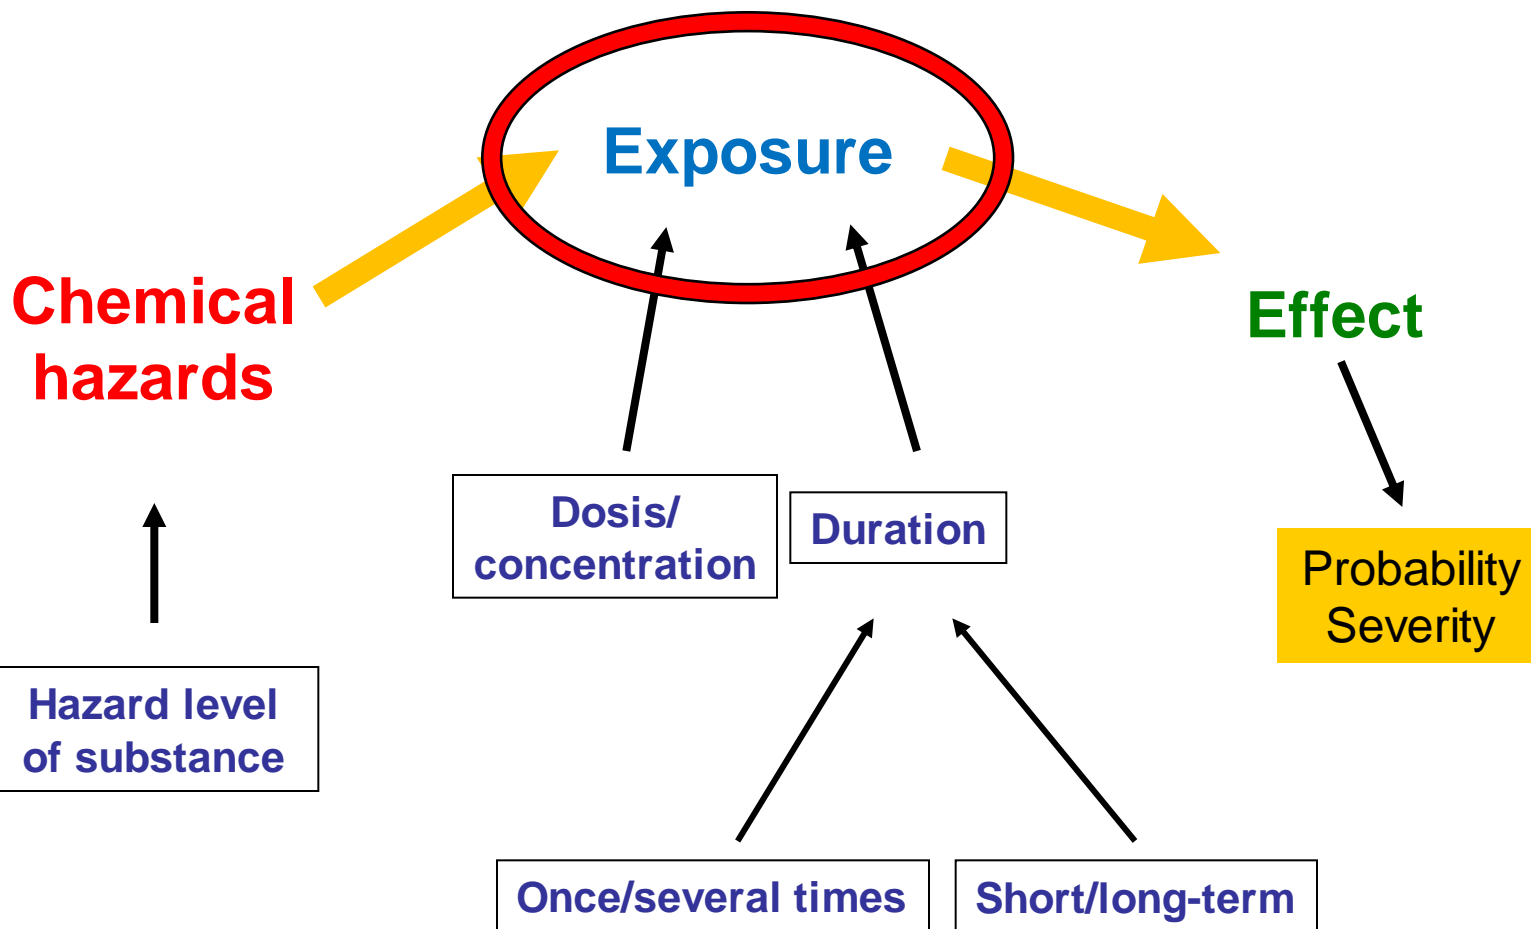 Exposure
Chemical
hazards
Effect
Dosis/
concentration
Duration
Probability
Severity
Hazard level
of substance
Once/several times
Short/long-term